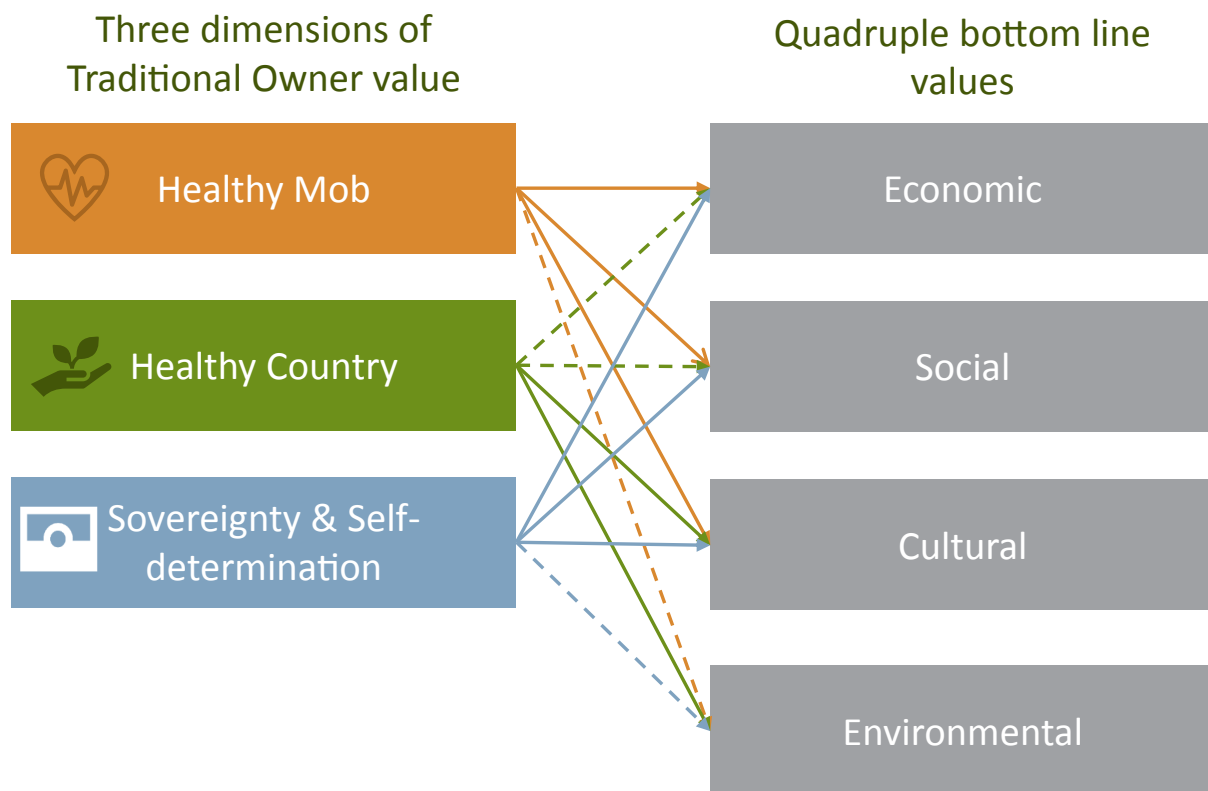 Three dimensions of
Traditional Owner value
Quadruple bottom line
values
Healthy Mob
Economic
Healthy Country
Social
Sovereignty & Self-
determination
Cultural
Environmental